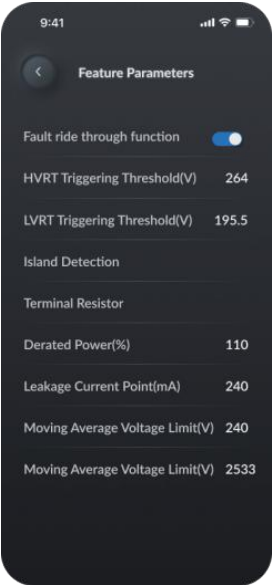 9:41
Feature Parameters
Fault ride through function
HVRT Triggering Threshold(V) 264
LVRT Triggering Threshold(V) 195.5
Island Detection
Terminal Resistor
Derated Power(%) 110
Leakage Current Point(mA) 240
Moving Average Voltage Limit(V) 240
Moving Average Voltage Limit(V) 2533